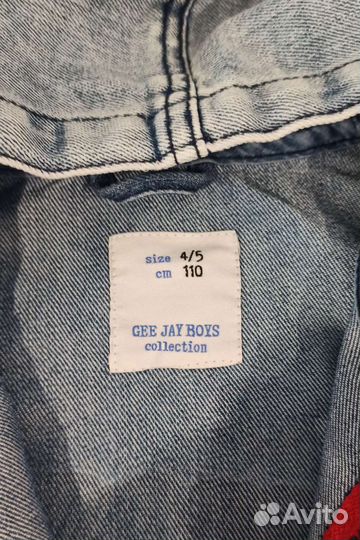 size 4/5
cm 110
GEE JAY BOYS
collection
Avito